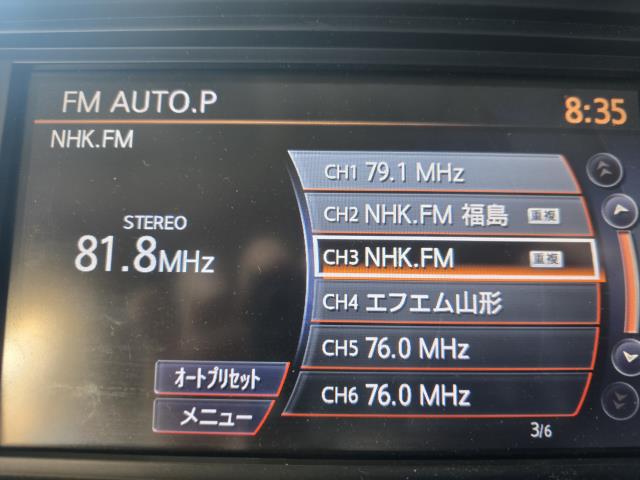 FM AUTO.P
8:35
NHK.FM
STEREO
81.8MHz
CH1 79.1 MHz
CH2 NHK.FM 福島 重複
CH3 NHK.FM 重複
CH4 エフエム山形
CH5 76.0 MHz
CH6 76.0 MHz
オートプリセット
メニュー
3/6